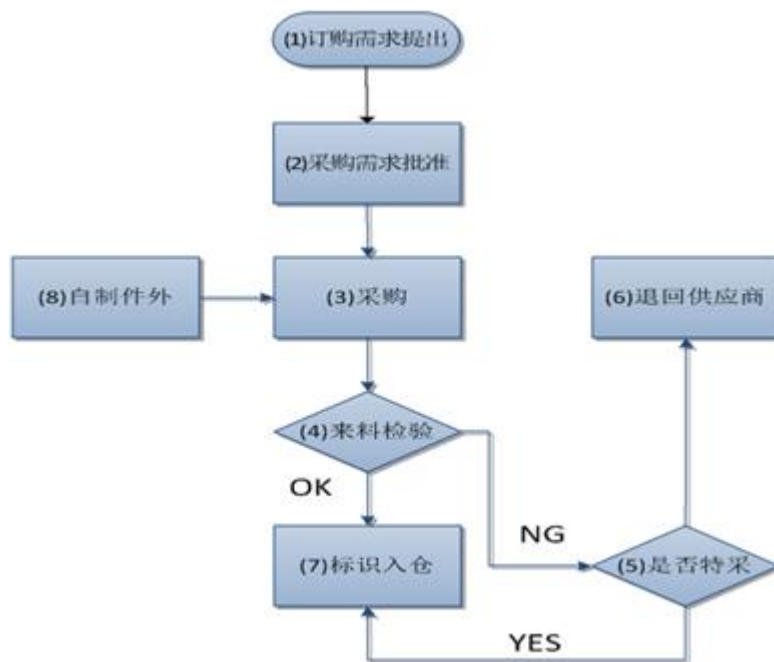 (1)订购需求提出
(2)采购需求批准
(8)自制件外
(3)采购
(6)退回供应商
(4)来料检验
OK
NG
(7)标识入仓
(5)是否特采
YES